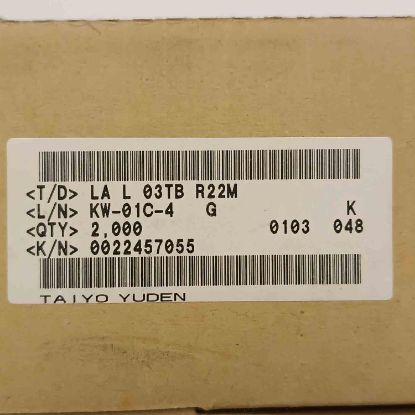 <T/D> LA L 03TB R22M
<L/N> KW-01C-4 G K
<QTY> 2,000 0103 048
<K/N> 0022457055
TAIYO YUDEN